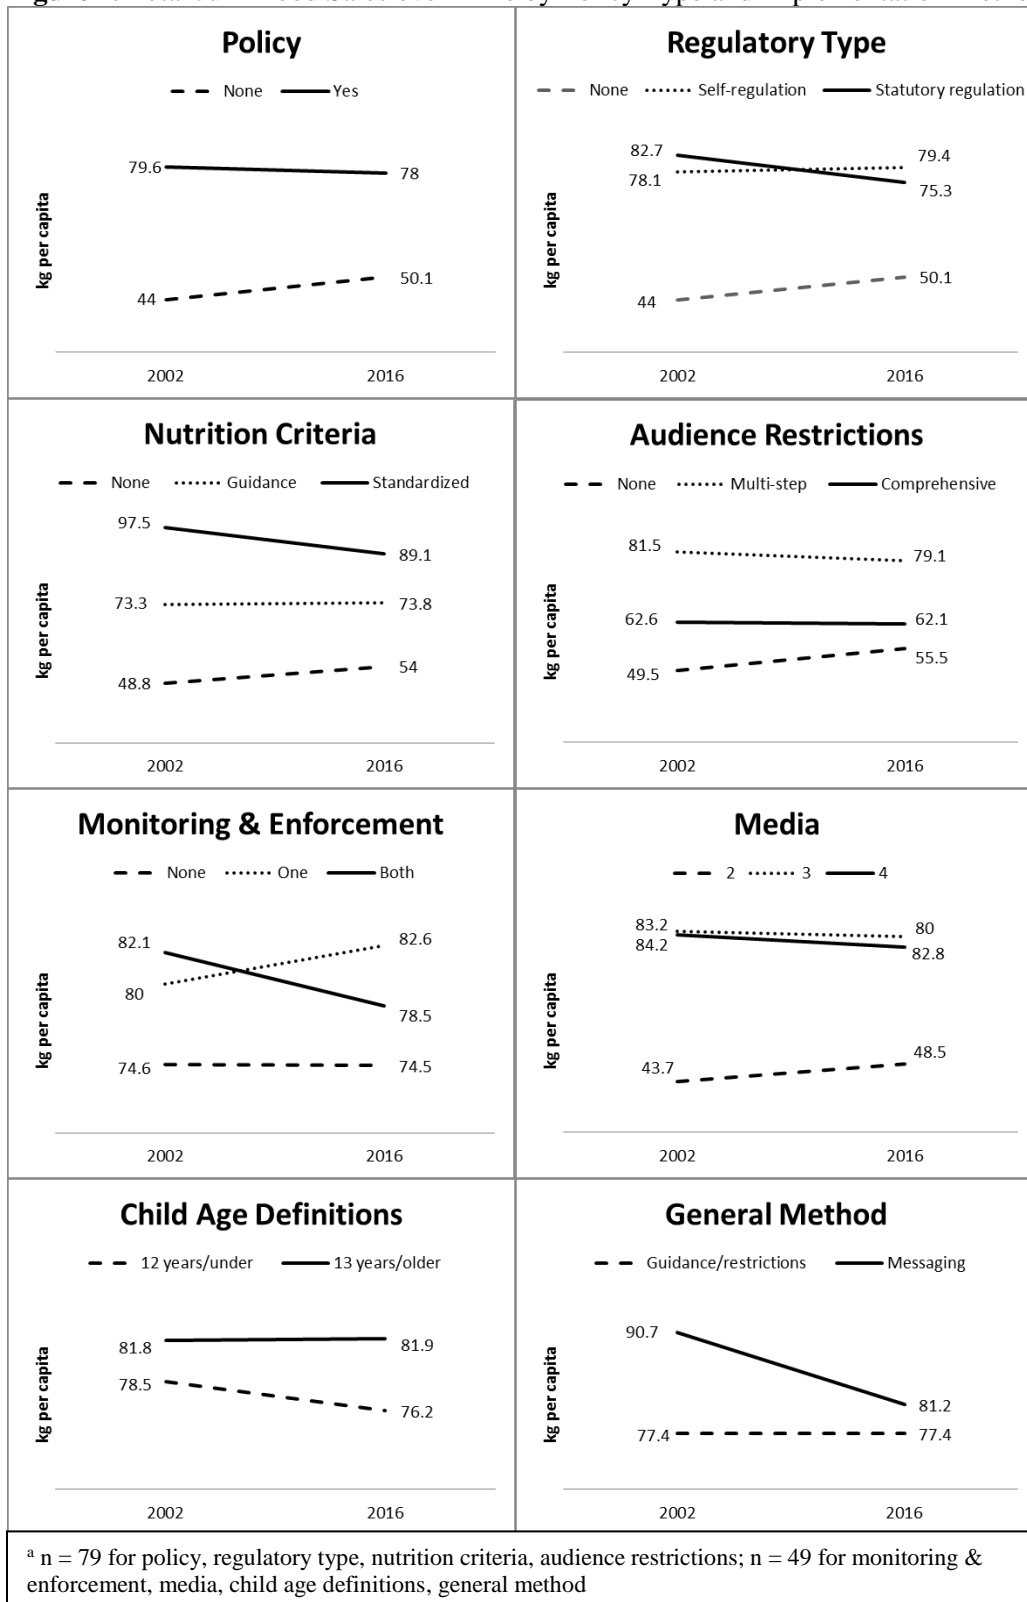 Policy
None Yes
79.6
78
44
50.1
kg per capita
2002 2016
Regulatory Type
None Self-regulation Statutory regulation
82.7
78.1
79.4
75.3
44
50.1
kg per capita
2002 2016
Nutrition Criteria
None Guidance Standardized
97.5
89.1
73.3
73.8
48.8
54
kg per capita
2002 2016
Audience Restrictions
None Multi-step Comprehensive
81.5
79.1
62.6
62.1
49.5
55.5
kg per capita
2002 2016
Monitoring & Enforcement
None One Both
82.1
82.6
80
78.5
74.6
74.5
kg per capita
2002 2016
Media
2 3 4
83.2
84.2
80
82.8
43.7
48.5
kg per capita
2002 2016
Child Age Definitions
12 years/under 13 years/older
81.8
81.9
78.5
76.2
kg per capita
2002 2016
General Method
Guidance/restrictions Messaging
90.7
81.2
77.4
77.4
kg per capita
2002 2016
a n = 79 for policy, regulatory type, nutrition criteria, audience restrictions; n = 49 for monitoring &
enforcement, media, child age definitions, general method